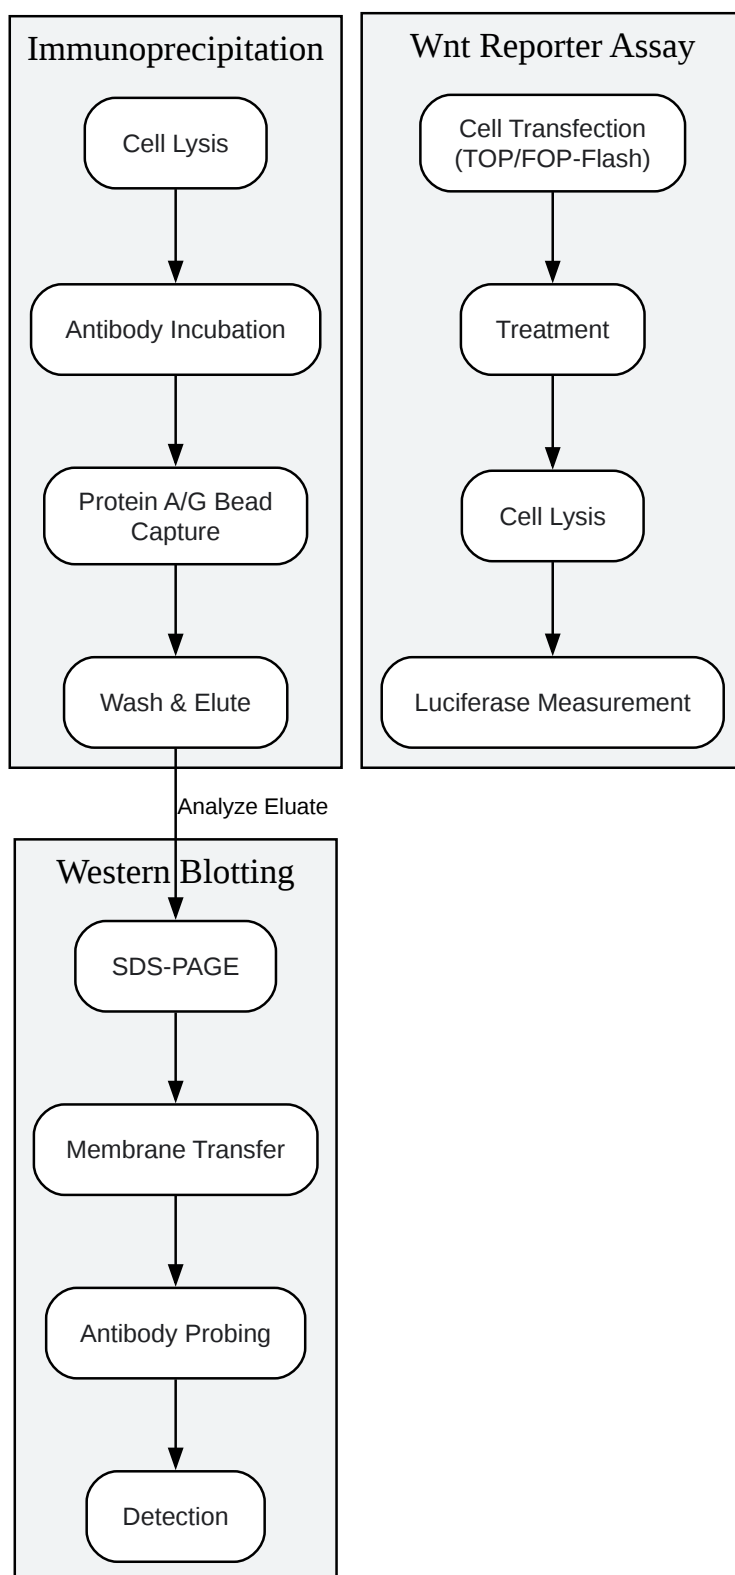 Immunoprecipitation
Cell Lysis
Antibody Incubation
Protein A/G Bead
Capture
Wash & Elute
Analyze Eluate
Western Blotting
SDS-PAGE
Membrane Transfer
Antibody Probing
Detection
Wnt Reporter Assay
Cell Transfection
(TOP/FOP-Flash)
Treatment
Cell Lysis
Luciferase Measurement